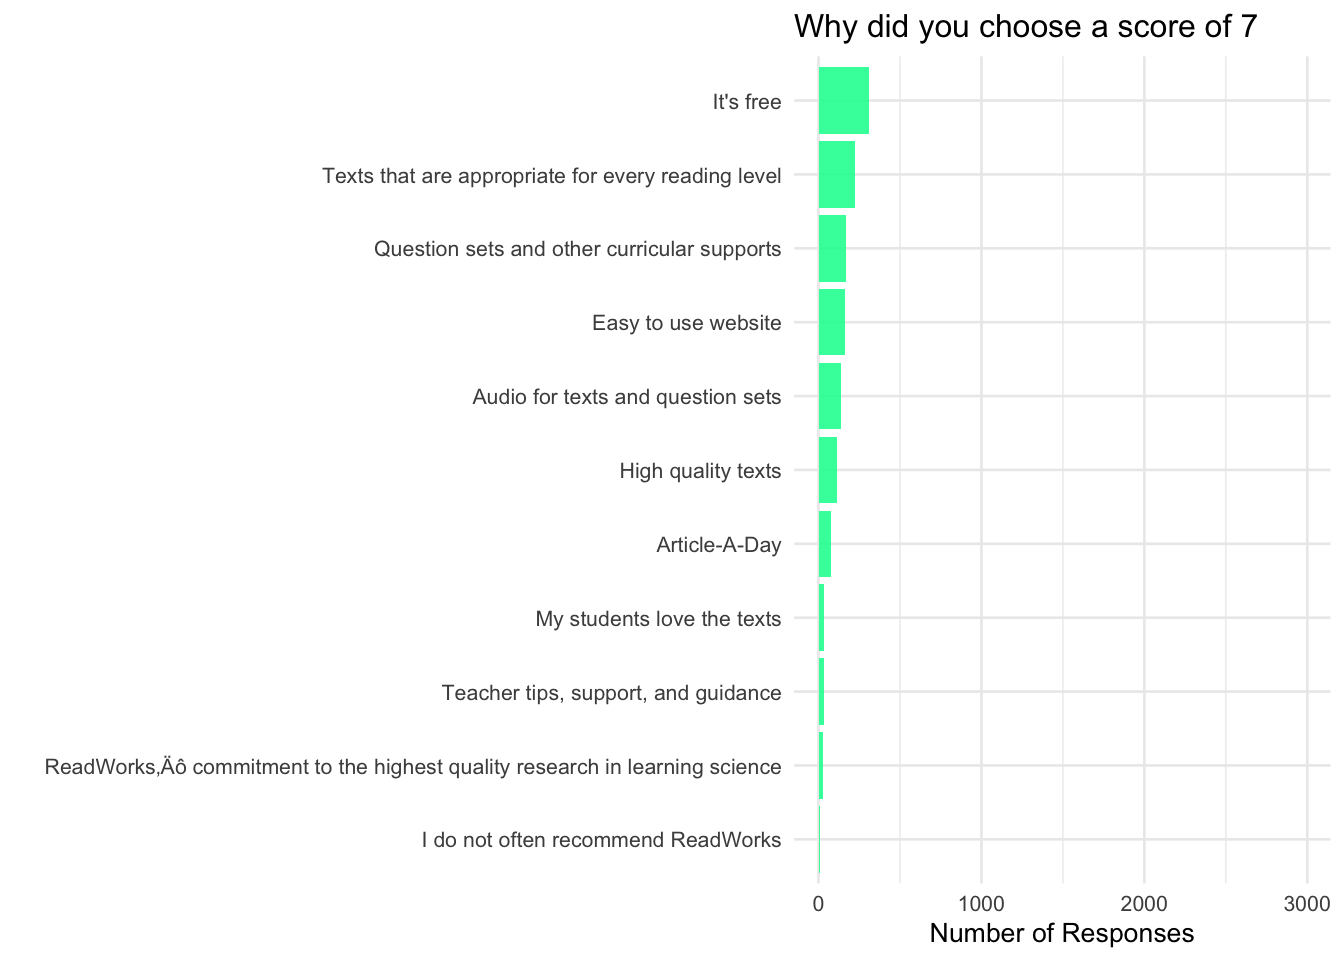 Why did you choose a score of 7
It's free
Texts that are appropriate for every reading level
Question sets and other curricular supports
Easy to use website
Audio for texts and question sets
High quality texts
Article-A-Day
My students love the texts
Teacher tips, support, and guidance
ReadWorks‚Äô commitment to the highest quality research in learning science
I do not often recommend ReadWorks
0 1000 2000 3000
Number of Responses